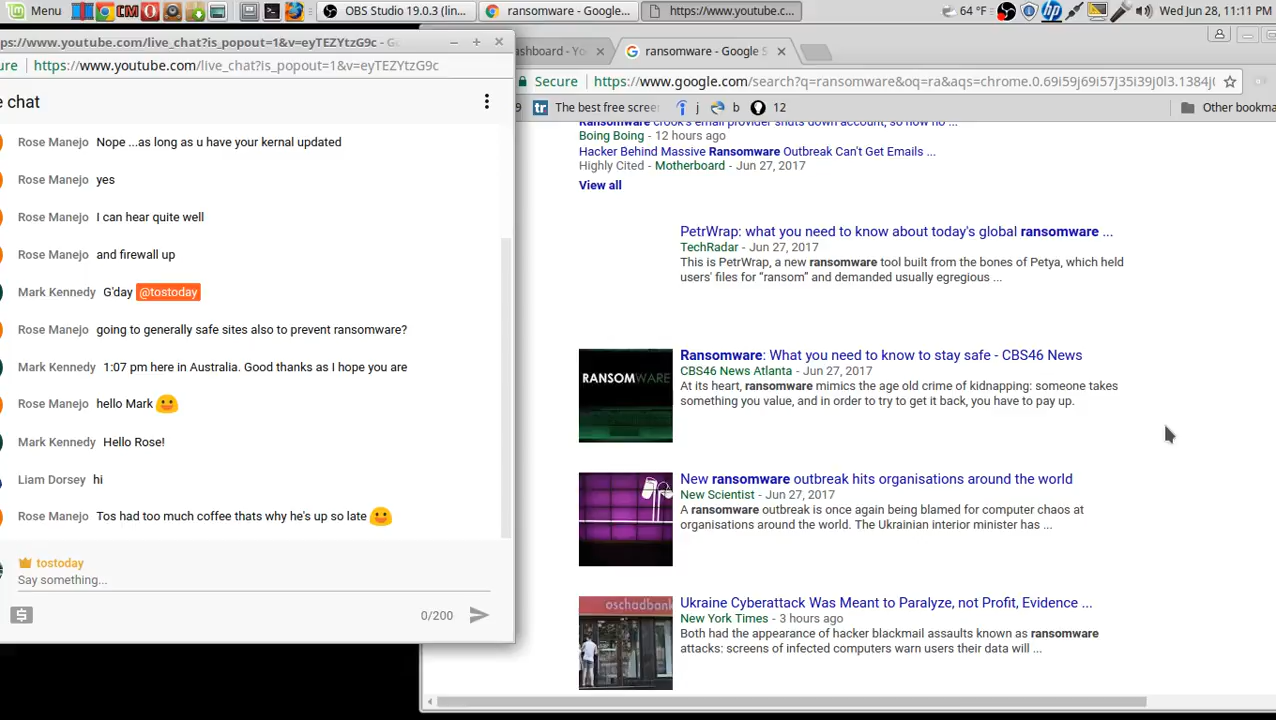 Menu
OBS Studio 19.0.3 (lin...
ransomware - Google...
https://www.youtube.c...
64 °F
Wed Jun 28, 11:11 PM
ps://www.youtube.com/live_chat?is_popout=1&v=eyTEZYtzG9c - Go
ure https://www.youtube.com/live_chat?is_popout=1&v=eyTEZYtzG9c
e chat
Rose Manejo Nope ...as long as u have your kernal updated
Rose Manejo yes
Rose Manejo I can hear quite well
Rose Manejo and firewall up
Mark Kennedy G'day @tostoday
Rose Manejo going to generally safe sites also to prevent ransomware?
Mark Kennedy 1:07 pm here in Australia. Good thanks as I hope you are
Rose Manejo hello Mark 😀
Mark Kennedy Hello Rose!
Liam Dorsey hi
Rose Manejo Tos had too much coffee thats why he's up so late 😀
tostoday
Say something...
0/200
ashboard - Yo
ransomware - Google S
Secure https://www.google.com/search?q=ransomware&oq=ra&aqs=chrome.0.69i59j69i57j35i39j0l3.1384j0
9 tr The best free scree j b 12 Other bookma
Ransomware crook's email provider shuts down account, so now no ...
Boing Boing - 12 hours ago
Hacker Behind Massive Ransomware Outbreak Can't Get Emails ...
Highly Cited - Motherboard - Jun 27, 2017
View all
PetrWrap: what you need to know about today's global ransomware ...
TechRadar - Jun 27, 2017
This is PetrWrap, a new ransomware tool built from the bones of Petya, which held
users' files for "ransom" and demanded usually egregious ...
RANSOMWARE
Ransomware: What you need to know to stay safe - CBS46 News
CBS46 News Atlanta - Jun 27, 2017
At its heart, ransomware mimics the age old crime of kidnapping: someone takes
something you value, and in order to try to get it back, you have to pay up.
New ransomware outbreak hits organisations around the world
New Scientist - Jun 27, 2017
A ransomware outbreak is once again being blamed for computer chaos at
organisations around the world. The Ukrainian interior minister has ...
oschadbank
Ukraine Cyberattack Was Meant to Paralyze, not Profit, Evidence ...
New York Times - 3 hours ago
Both had the appearance of hacker blackmail assaults known as ransomware
attacks: screens of infected computers warn users their data will ...